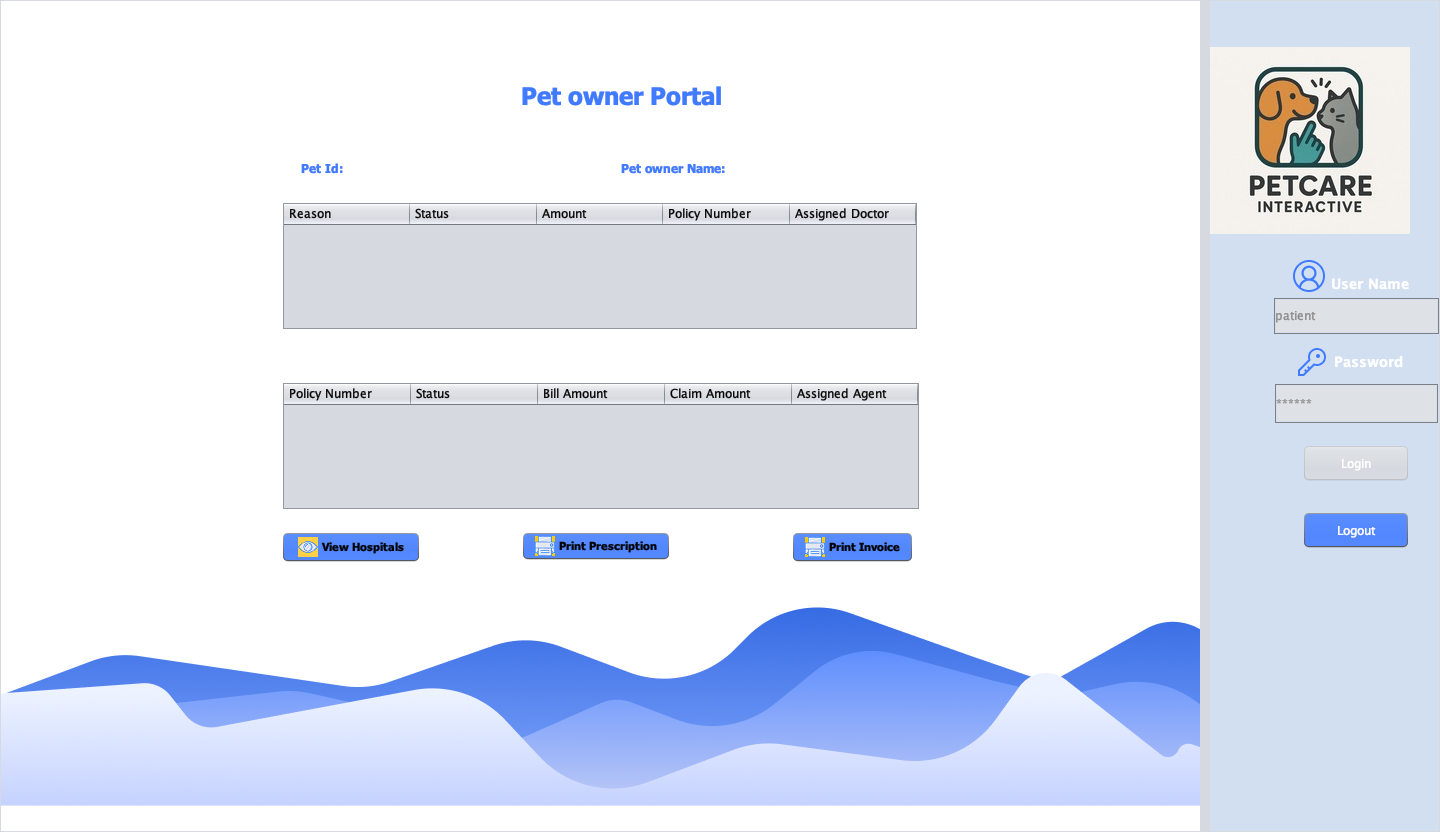 Pet owner Portal
Pet Id:
Pet owner Name:
Reason Status Amount Policy Number Assigned Doctor
Policy Number Status Bill Amount Claim Amount Assigned Agent
View Hospitals
Print Prescription
Print Invoice
PETCARE
INTERACTIVE
User Name
patient
Password
******
Login
Logout